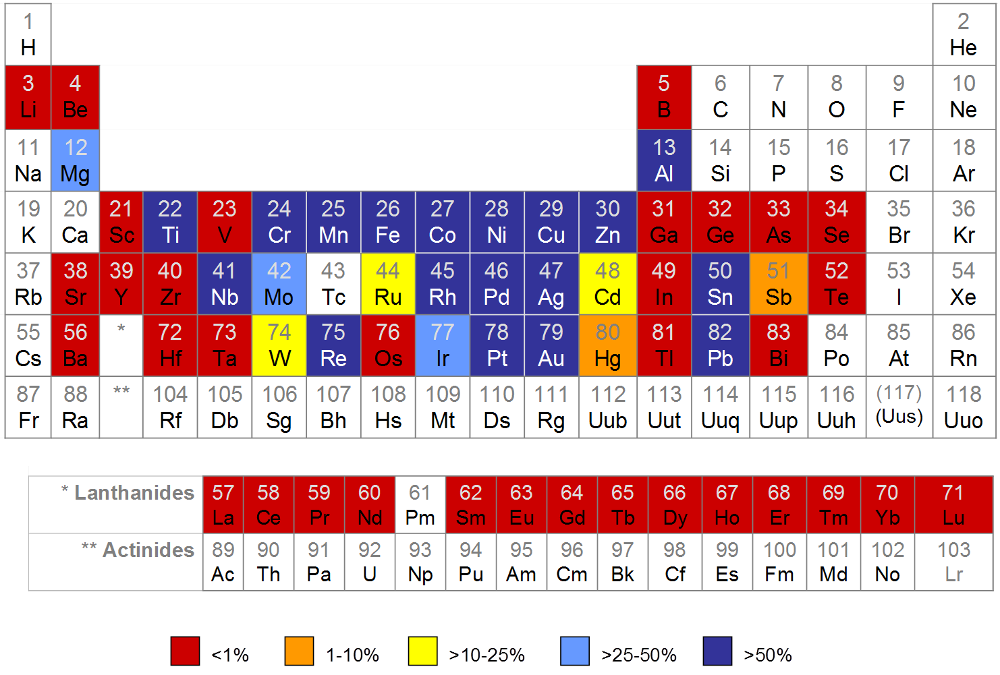 1 2
H He
3 4 5 6 7 8 9 10
Li Be B C N O F Ne
11 12 13 14 15 16 17 18
Na Mg Al Si P S Cl Ar
19 20 21 22 23 24 25 26 27 28 29 30 31 32 33 34 35 36
K Ca Sc Ti V Cr Mn Fe Co Ni Cu Zn Ga Ge As Se Br Kr
37 38 39 40 41 42 43 44 45 46 47 48 49 50 51 52 53 54
Rb Sr Y Zr Nb Mo Tc Ru Rh Pd Ag Cd In Sn Sb Te I Xe
55 56 * 72 73 74 75 76 77 78 79 80 81 82 83 84 85 86
Cs Ba Hf Ta W Re Os Ir Pt Au Hg Tl Pb Bi Po At Rn
87 88 ** 104 105 106 107 108 109 110 111 112 113 114 115 116 (117) 118
Fr Ra Rf Db Sg Bh Hs Mt Ds Rg Uub Uut Uuq Uup Uuh (Uus) Uuo
* Lanthanides 57 58 59 60 61 62 63 64 65 66 67 68 69 70 71
La Ce Pr Nd Pm Sm Eu Gd Tb Dy Ho Er Tm Yb Lu
** Actinides 89 90 91 92 93 94 95 96 97 98 99 100 101 102 103
Ac Th Pa U Np Pu Am Cm Bk Cf Es Fm Md No Lr
<1% 1-10% >10-25% >25-50% >50%